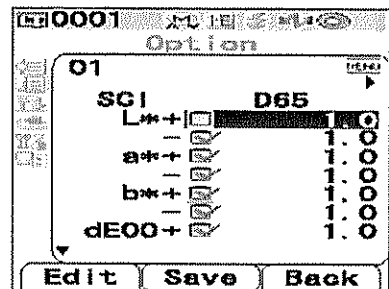 0001
Option
01 MENU
SCI D65
L*+ 1.0
- 1.0
a*+ 1.0
- 1.0
b*+ 1.0
- 1.0
dE00+ 1.0
Edit Save Back